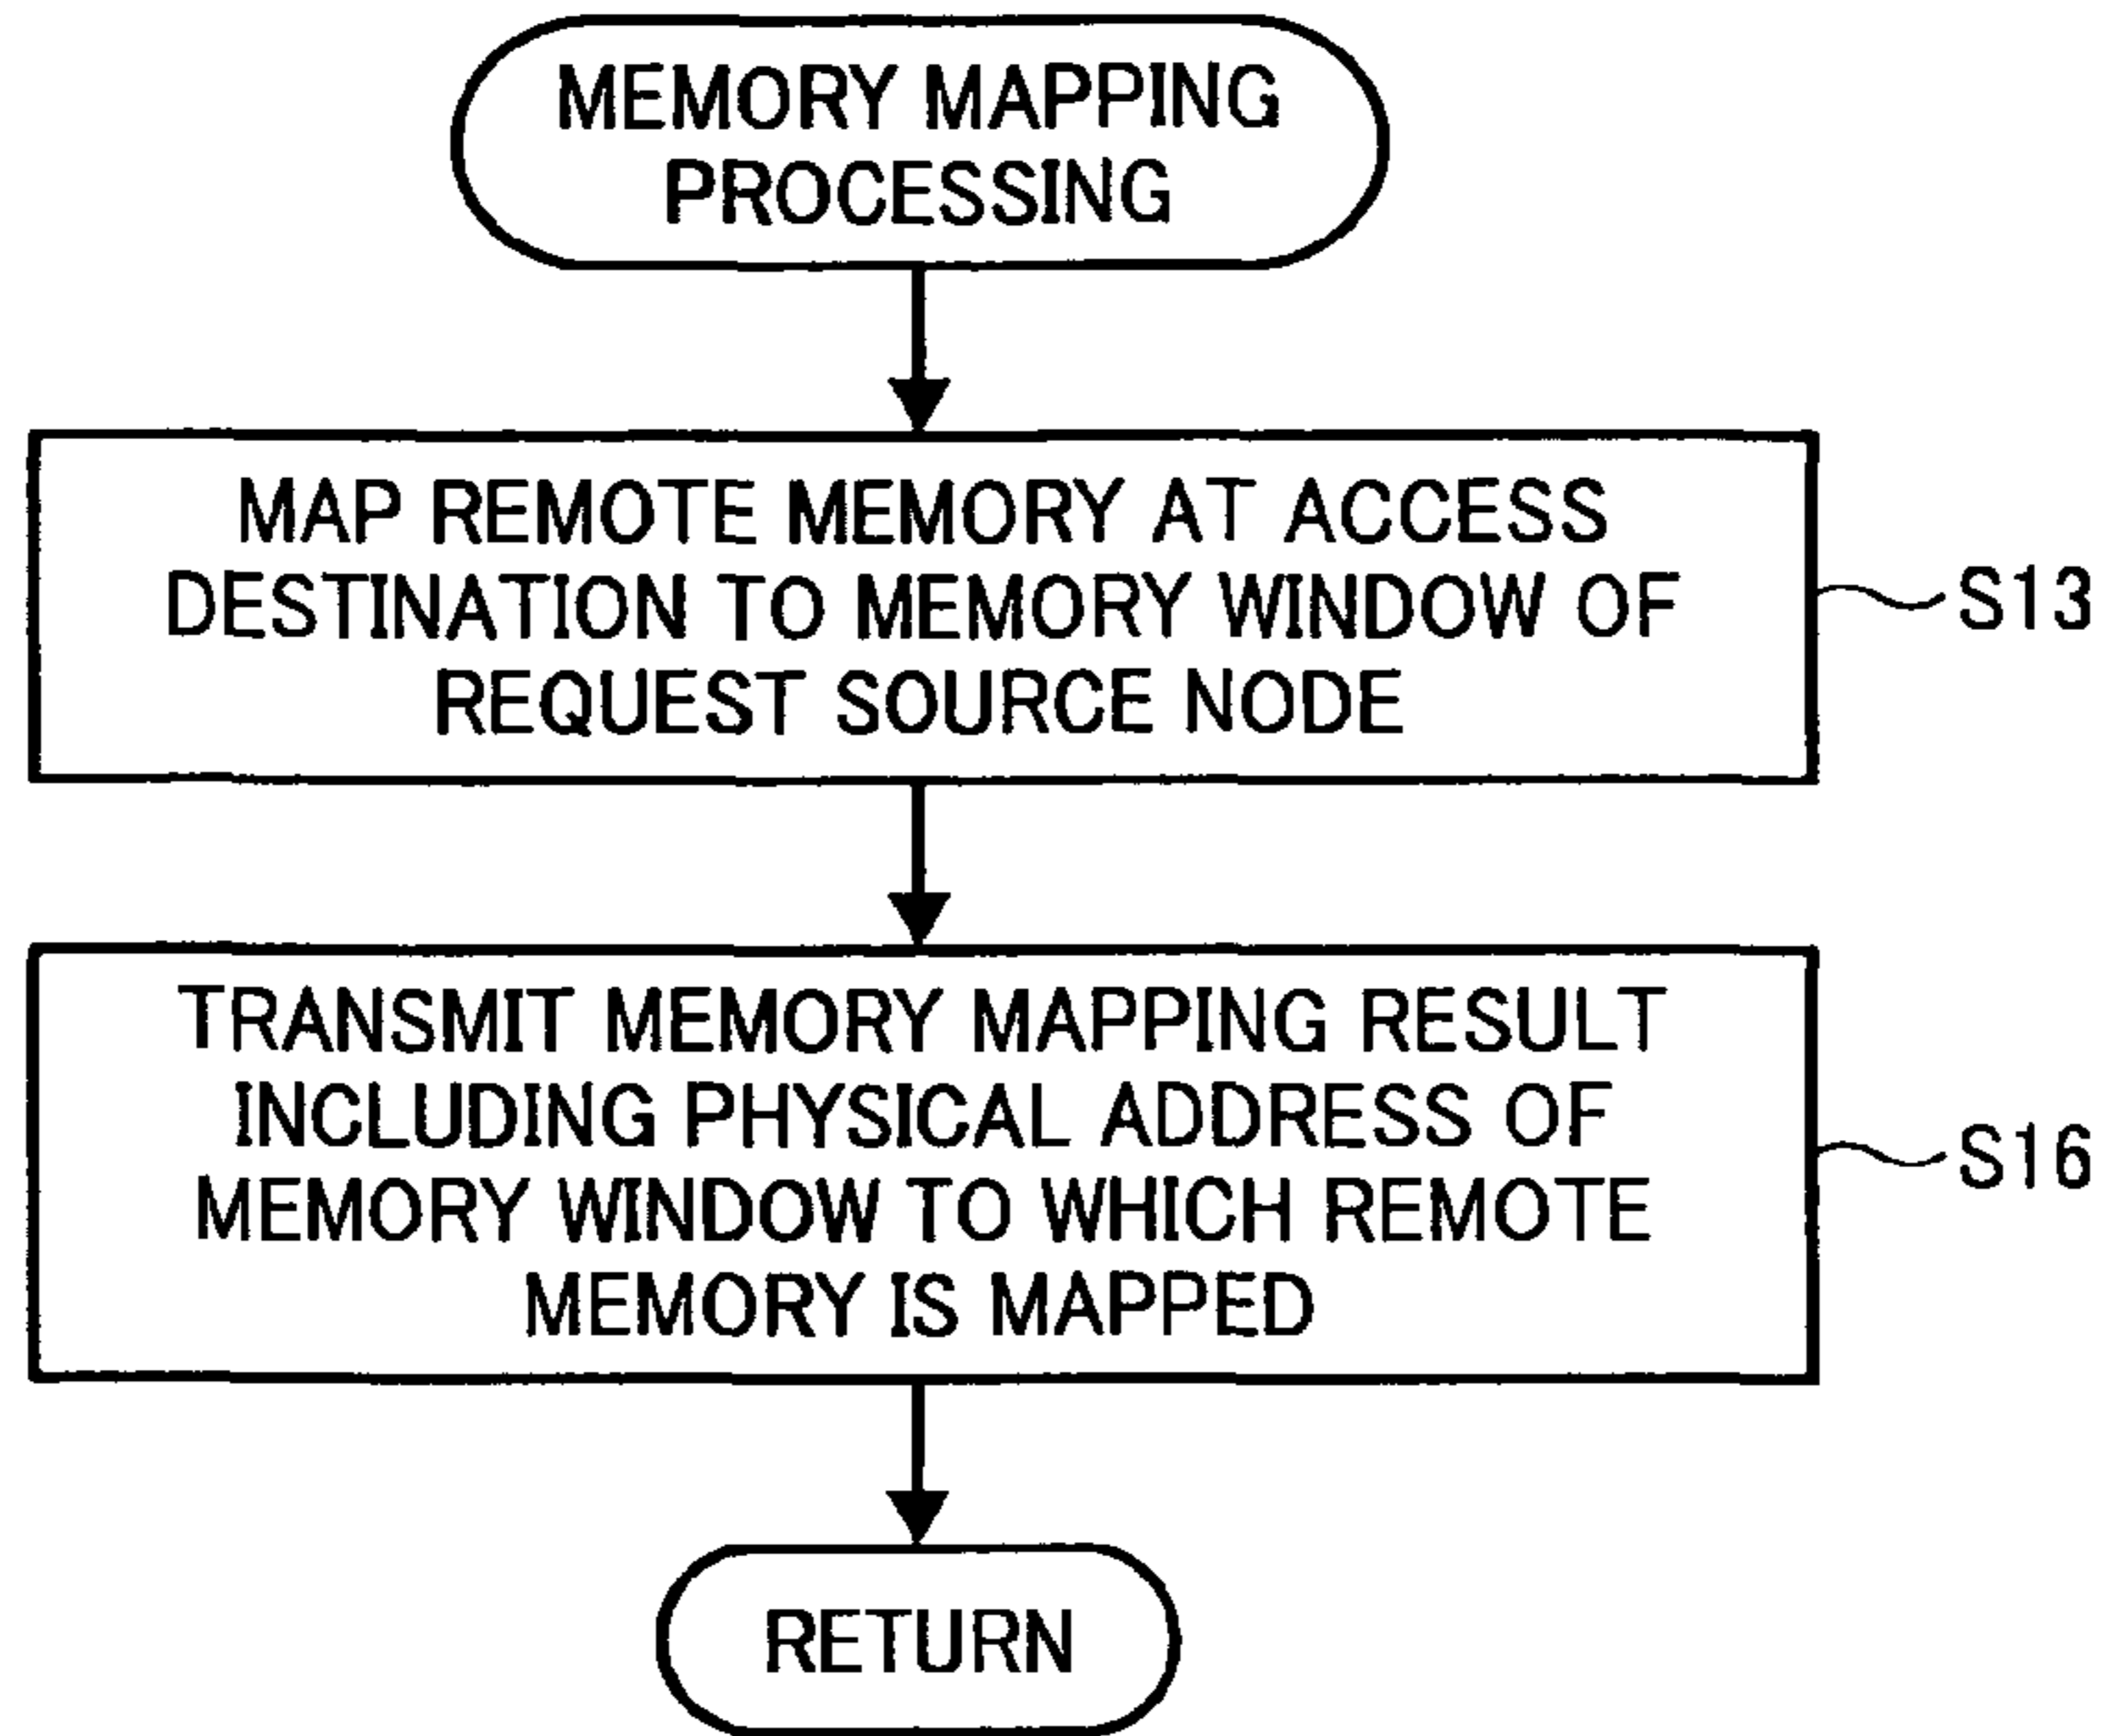 MEMORY MAPPING
PROCESSING
MAP REMOTE MEMORY AT ACCESS
DESTINATION TO MEMORY WINDOW OF
REQUEST SOURCE NODE
S13
TRANSMIT MEMORY MAPPING RESULT
INCLUDING PHYSICAL ADDRESS OF
MEMORY WINDOW TO WHICH REMOTE
MEMORY IS MAPPED
S16
RETURN